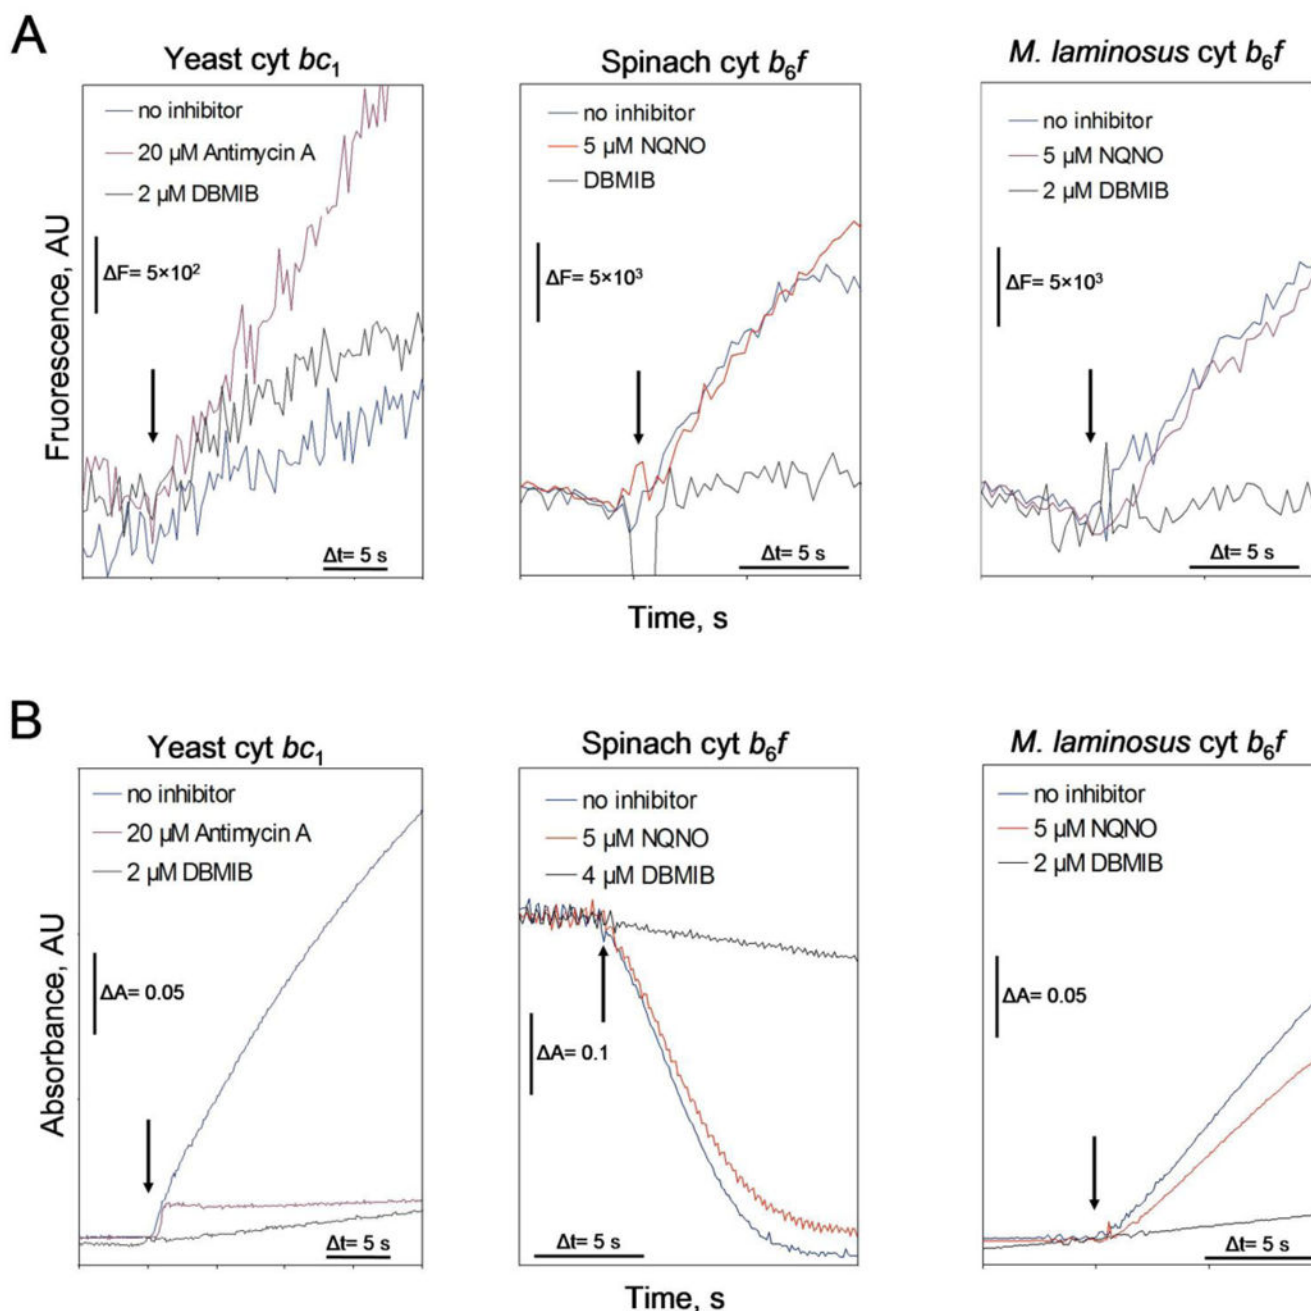 A
Yeast cyt bc₁
no inhibitor
20 µM Antimycin A
2 µM DBMIB
ΔF= 5×10²
Δt= 5 s
Spinach cyt b₆f
no inhibitor
5 µM NQNO
DBMIB
ΔF= 5×10³
Δt= 5 s
M. laminosus cyt b₆f
no inhibitor
5 µM NQNO
2 µM DBMIB
ΔF= 5×10³
Δt= 5 s
Fruorescence, AU
Time, s
B
Yeast cyt bc₁
no inhibitor
20 µM Antimycin A
2 µM DBMIB
ΔA= 0.05
Δt= 5 s
Spinach cyt b₆f
no inhibitor
5 µM NQNO
4 µM DBMIB
ΔA= 0.1
Δt= 5 s
M. laminosus cyt b₆f
no inhibitor
5 µM NQNO
2 µM DBMIB
ΔA= 0.05
Δt= 5 s
Absorbance, AU
Time, s